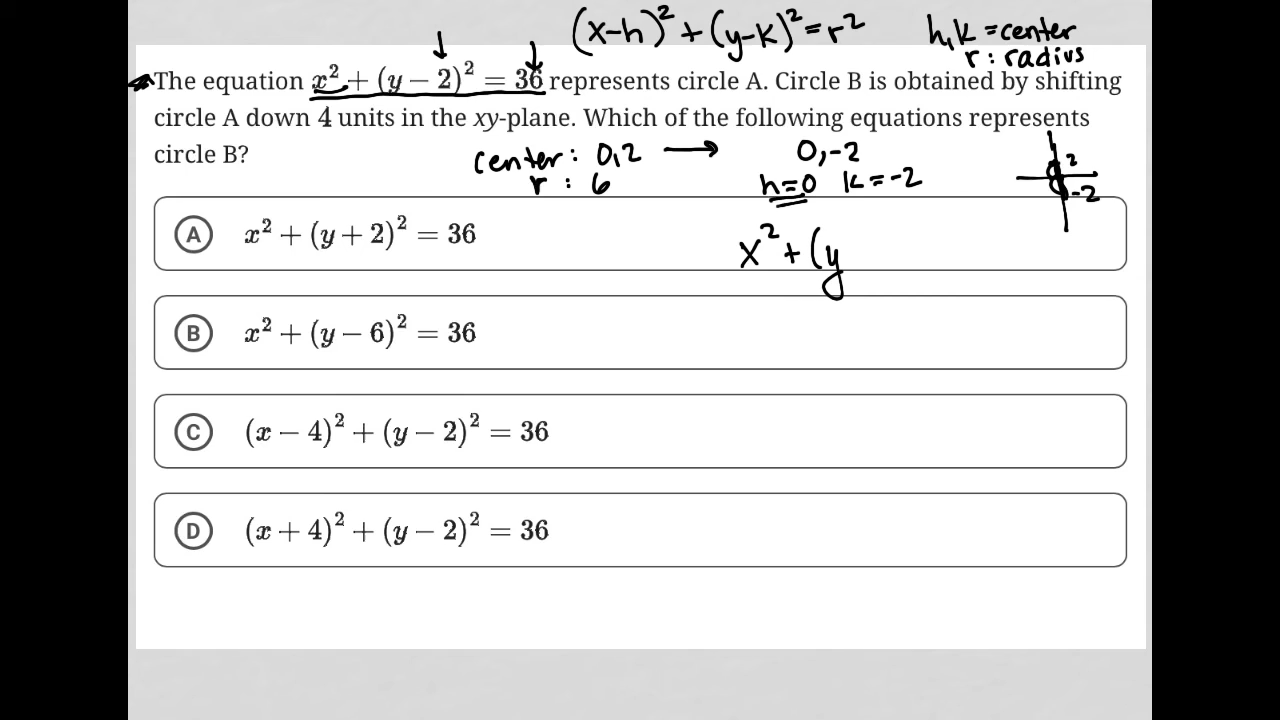 (x-h)² + (y-k)² = r² h,k = center
r : radius
The equation x² + (y − 2)² = 36 represents circle A. Circle B is obtained by shifting
circle A down 4 units in the xy-plane. Which of the following equations represents
circle B?
center : 0,2 → 0,-2
r : 6 h=0 k=-2
2
-2
A x² + (y + 2)² = 36
x² + (y
B x² + (y − 6)² = 36
C (x − 4)² + (y − 2)² = 36
D (x + 4)² + (y − 2)² = 36